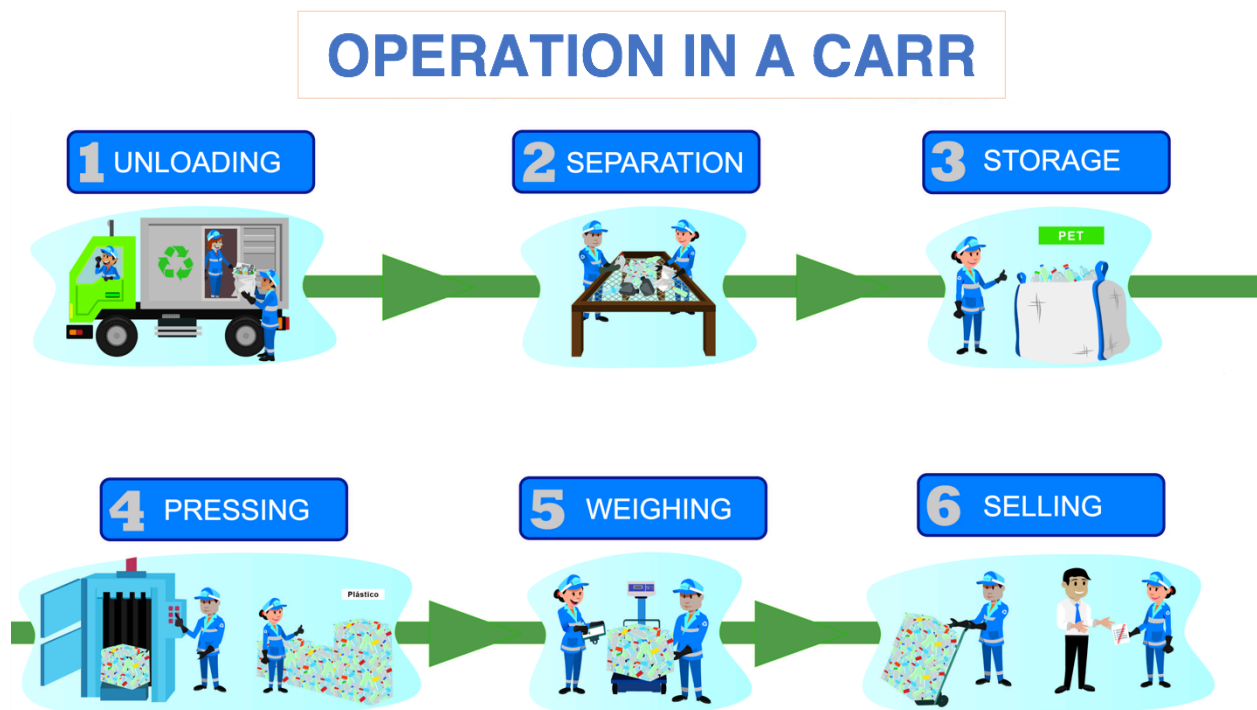 OPERATION IN A CARR
1 UNLOADING
2 SEPARATION
3 STORAGE
PET
4 PRESSING
Plástico
5 WEIGHING
6 SELLING